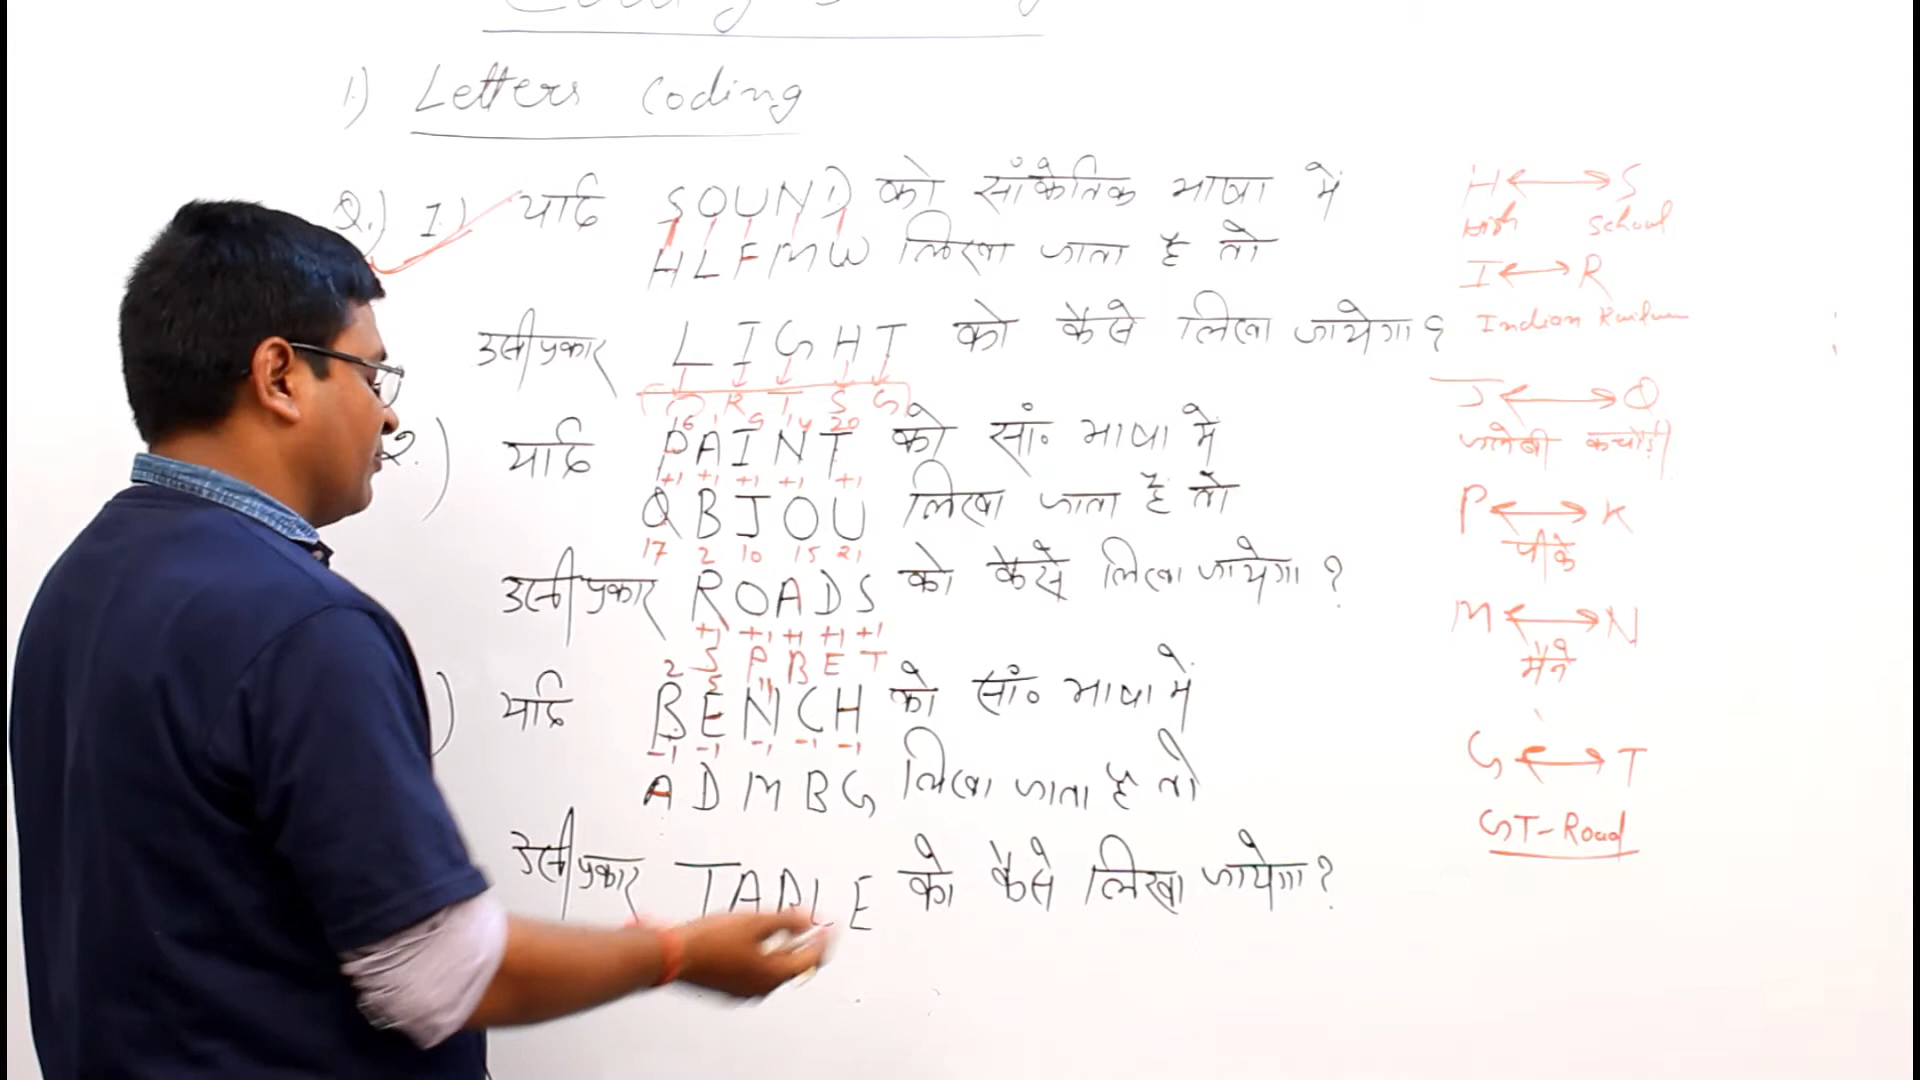 1.) Letters Coding
Q.) 1.) यदि SOUND को सांकेतिक भाषा में
HLFMW लिखा जाता है तो
उसी प्रकार LIGHT को कैसे लिखा जायेगा ?
O R T S G
16 1 9 14 20
2.) यदि PAINT को सां० भाषा में
+1 +1 +1 +1 +1
QBJOU लिखा जाता है तो
17 2 10 15 21
उसी प्रकार ROADS को कैसे लिखा जायेगा ?
+1 +1 +1 +1 +1
S P B E T
2 5 14
) यदि BENCH को सां० भाषा में
-1 -1 -1 -1 -1
ADMBG लिखा जाता है तो
उसी प्रकार TABLE को कैसे लिखा जायेगा ?
H ↔ S
High School
I ↔ R
Indian
J ↔ Q
जलेबी कचौड़ी
P ↔ K
पीके
M ↔ N
मैने
G ↔ T
GT-Road